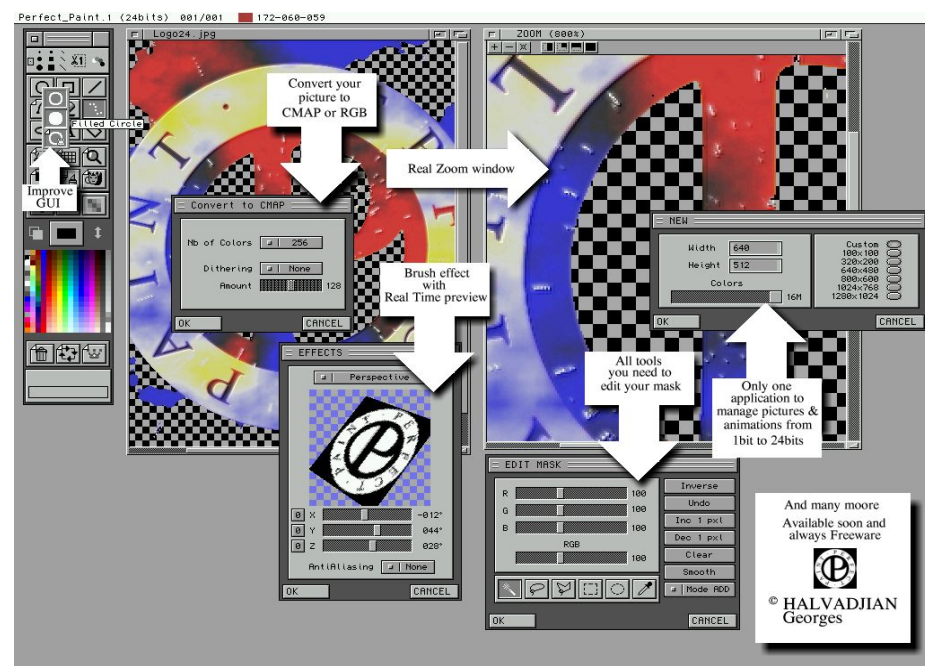 Perfect_Paint.1 (24bits) 001/001 172-060-059
Logo24.jpg
ZOOM (800%)
Convert your
picture to
CMAP or RGB
Filled Circle
Improve
GUI
Real Zoom window
Convert to CMAP
Nb of Colors 256
Dithering None
Amount 128
OK CANCEL
NEW
Width 640
Height 512
Colors
16M
Custom
100x100
320x200
640x480
800x600
1024x768
1280x1024
OK CANCEL
Brush effect
with
Real Time preview
EFFECTS
Perspective
PERFECT PAINT
0 X -012°
0 Y 044°
0 Z 028°
AntiAliasing None
OK CANCEL
All tools
you need to
edit your mask
Only one
application to
manage pictures &
animations from
1bit to 24bits
EDIT MASK
R 100
G 100
B 100
RGB
100
Inverse
Undo
Inc 1 pxl
Dec 1 pxl
Clear
Smooth
Mode ADD
OK CANCEL
And many moore
Available soon and
always Freeware
© HALVADJIAN
Georges